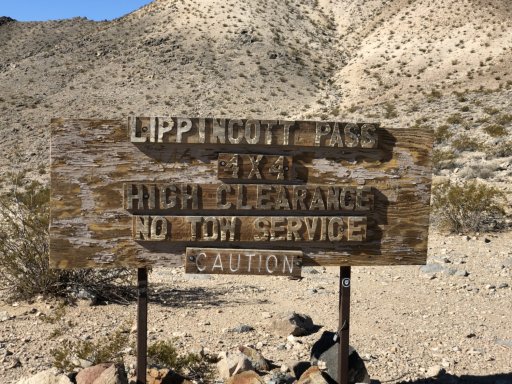 LIPPINCOTT PASS
4X4
HIGH CLEARANCE
NO TOW SERVICE
CAUTION